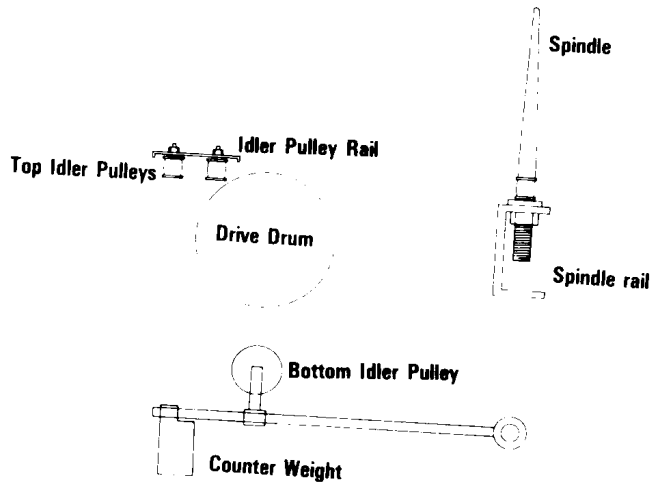 Spindle
Idler Pulley Rail
Top Idler Pulleys
Drive Drum
Spindle rail
Bottom Idler Pulley
Counter Weight